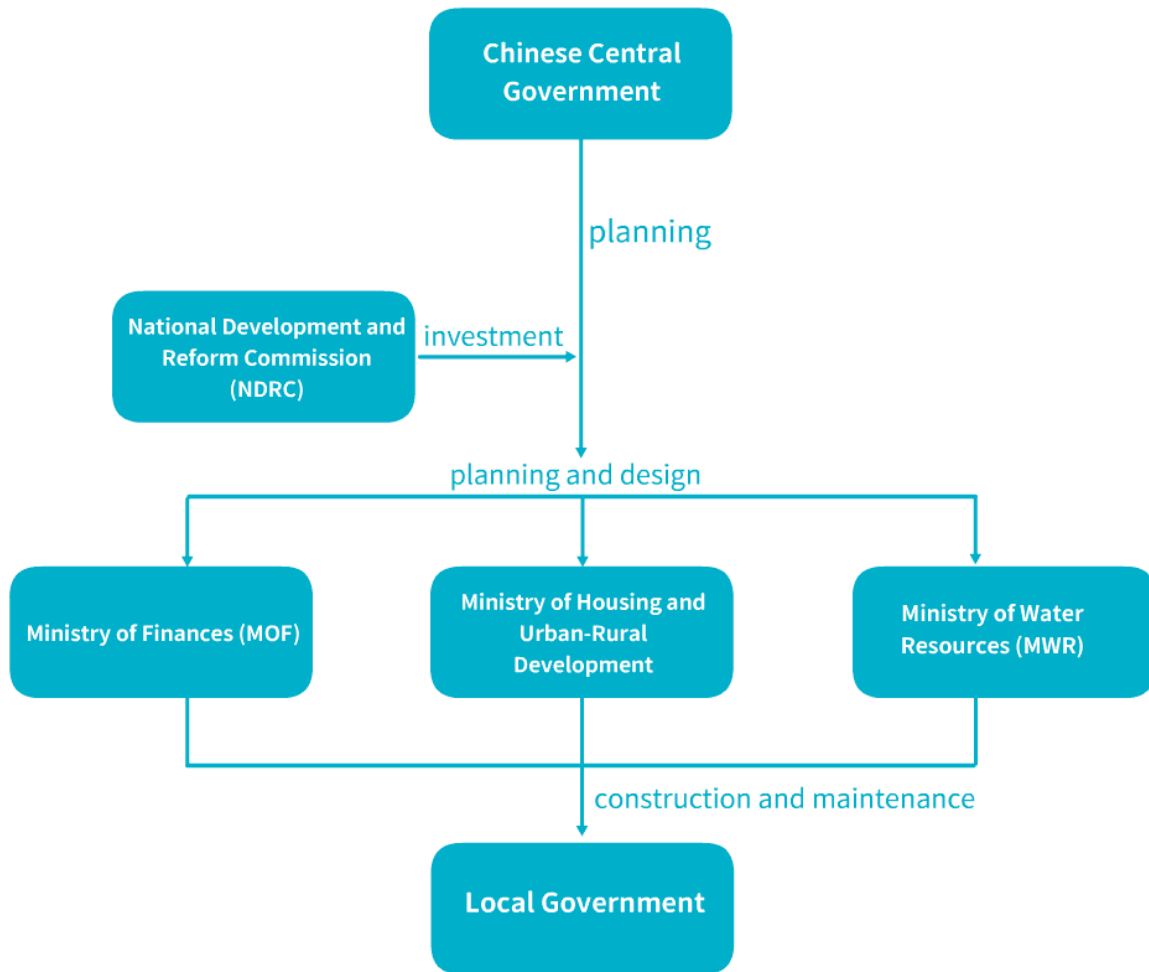 Chinese Central
Government
planning
National Development and
Reform Commission
(NDRC)
investment
planning and design
Ministry of Finances (MOF)
Ministry of Housing and
Urban-Rural
Development
Ministry of Water
Resources (MWR)
construction and maintenance
Local Government